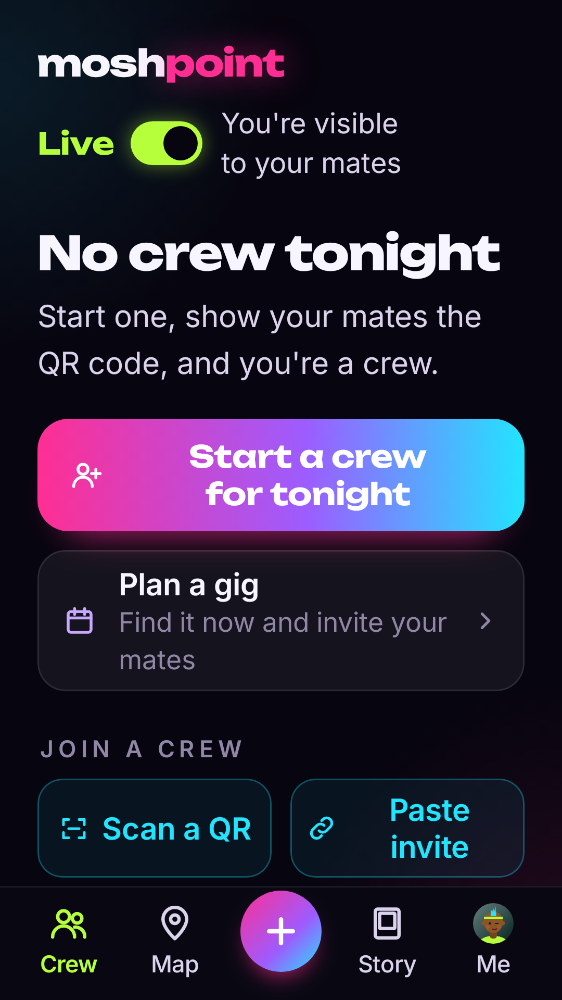 moshpoint
Live
You're visible
to your mates
No crew tonight
Start one, show your mates the
QR code, and you're a crew.
Start a crew
for tonight
Plan a gig
Find it now and invite your
mates
JOIN A CREW
Scan a QR
Paste
invite
Crew
Map
Story
Me